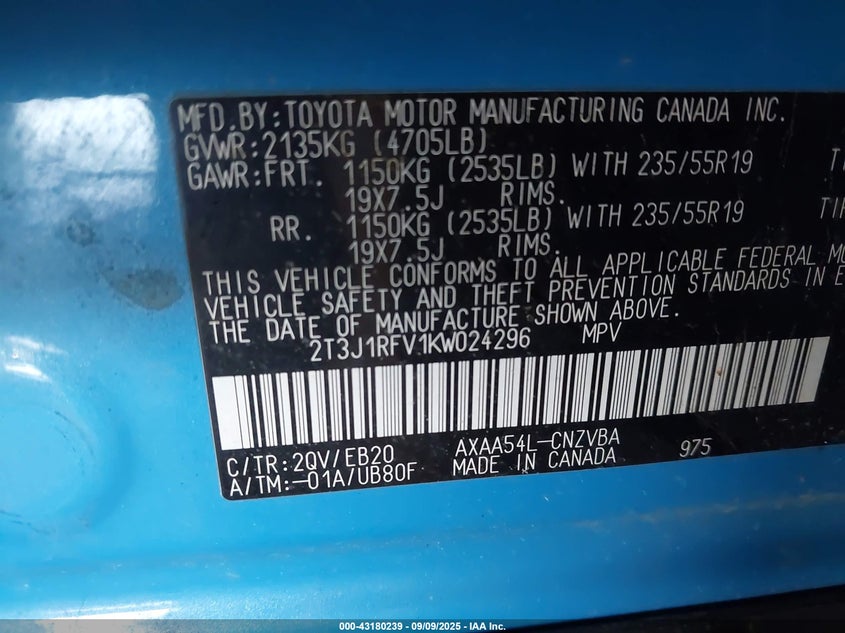 MFD.BY:TOYOTA MOTOR MANUFACTURING CANADA INC.
GVWR:2135KG (4705LB)
GAWR:FRT. 1150KG (2535LB) WITH 235/55R19
19X7.5J RIMS.
RR. 1150KG (2535LB) WITH 235/55R19
19X7.5J RIMS.
THIS VEHICLE CONFORMS TO ALL APPLICABLE FEDERAL
VEHICLE SAFETY AND THEFT PREVENTION STANDARDS IN
THE DATE OF MANUFACTURE SHOWN ABOVE.
2T3J1RFV1KW024296 MPV
C/TR:2QV/EB20 AXAA54L-CNZVBA 975
A/TM:-01A/UB80F MADE IN CANADA
000-43180239 - 09/09/2025 - IAA Inc.